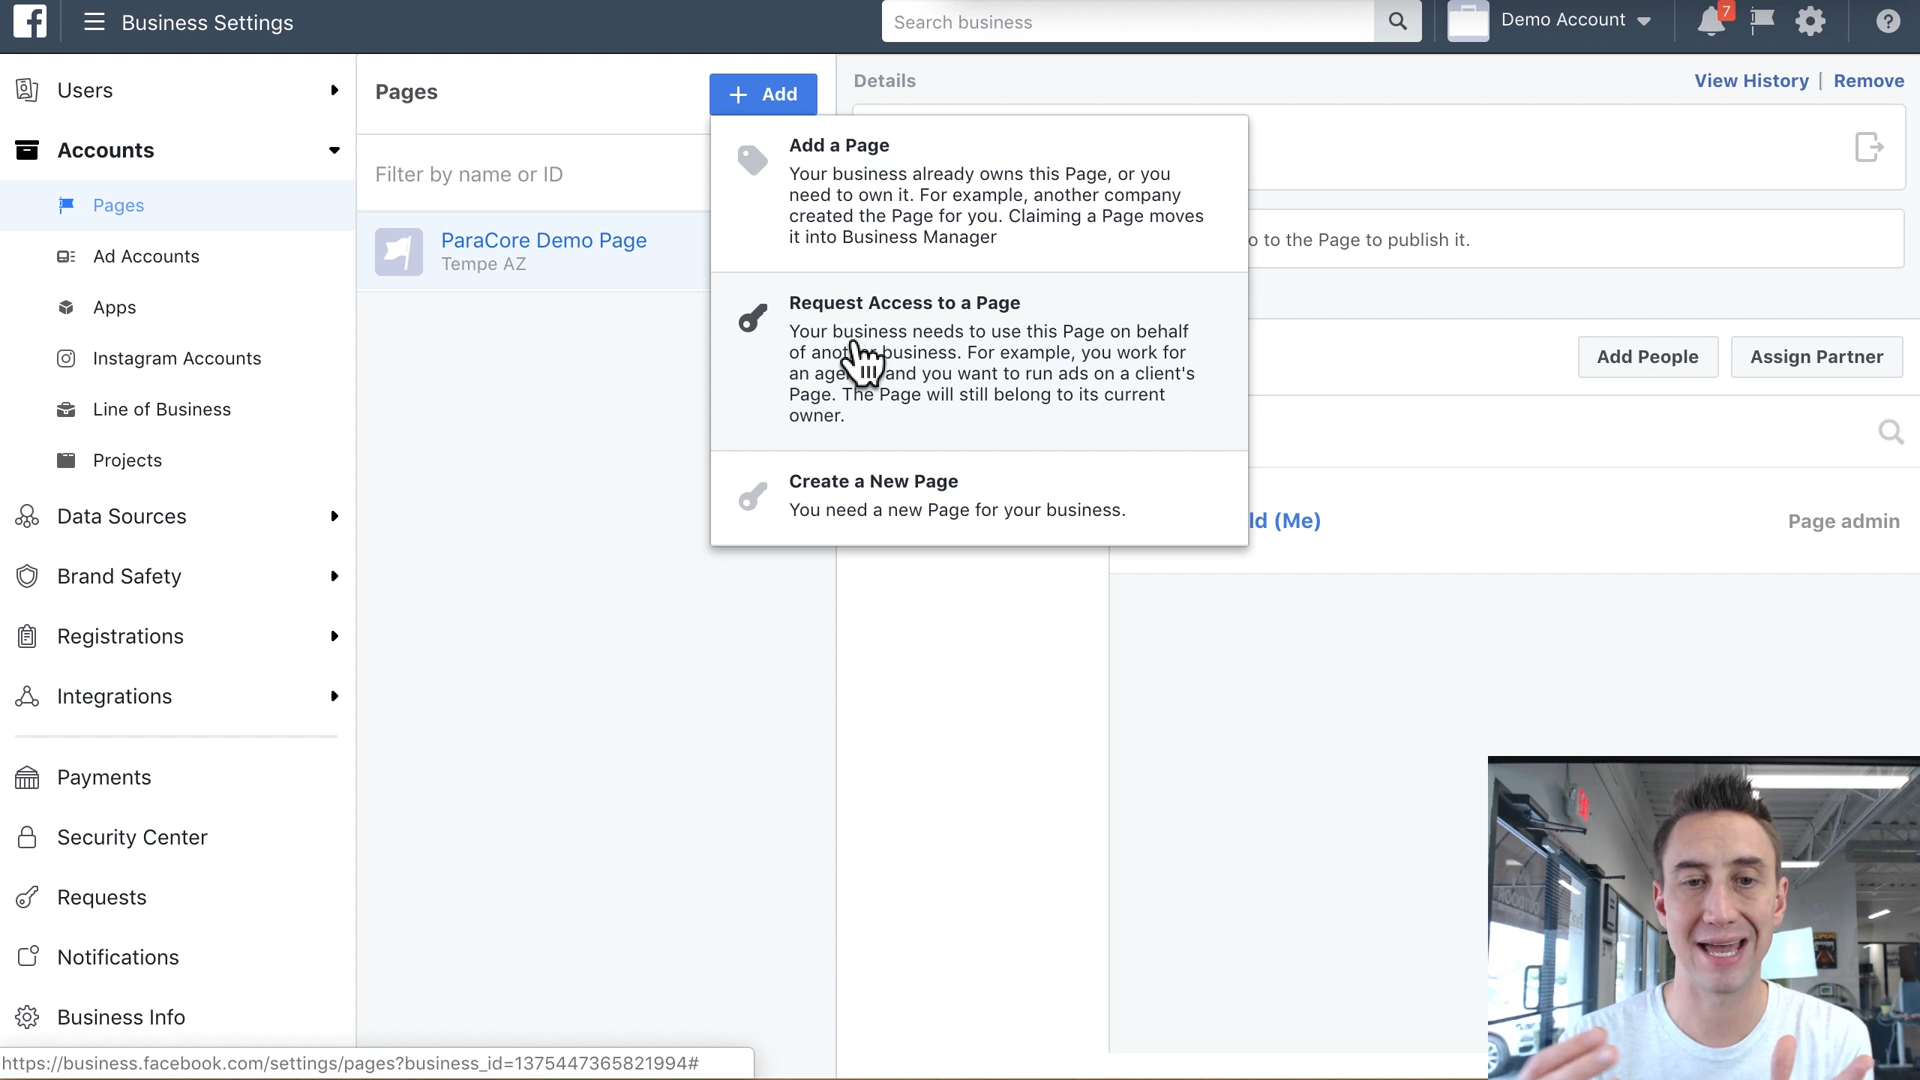 Business Settings
Search business
Demo Account
7
?
Users
Accounts
Pages
Ad Accounts
Apps
Instagram Accounts
Line of Business
Projects
Data Sources
Brand Safety
Registrations
Integrations
Payments
Security Center
Requests
Notifications
Business Info
https://business.facebook.com/settings/pages?business_id=1375447365821994#
Pages
+ Add
Filter by name or ID
ParaCore Demo Page
Tempe AZ
Add a Page
Your business already owns this Page, or you
need to own it. For example, another company
created the Page for you. Claiming a Page moves
it into Business Manager
Request Access to a Page
Your business needs to use this Page on behalf
of another business. For example, you work for
an age and you want to run ads on a client's
Page. The Page will still belong to its current
owner.
Create a New Page
You need a new Page for your business.
Details
View History | Remove
o to the Page to publish it.
Add People
Assign Partner
ld (Me)
Page admin